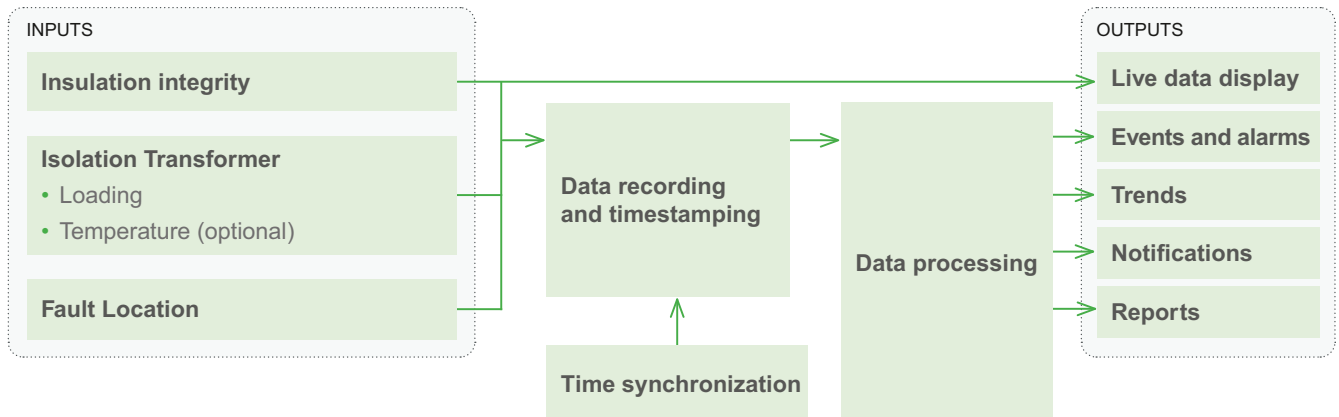 INPUTS
Insulation integrity
Isolation Transformer
• Loading
• Temperature (optional)
Fault Location
Data recording
and timestamping
Time synchronization
Data processing
OUTPUTS
Live data display
Events and alarms
Trends
Notifications
Reports